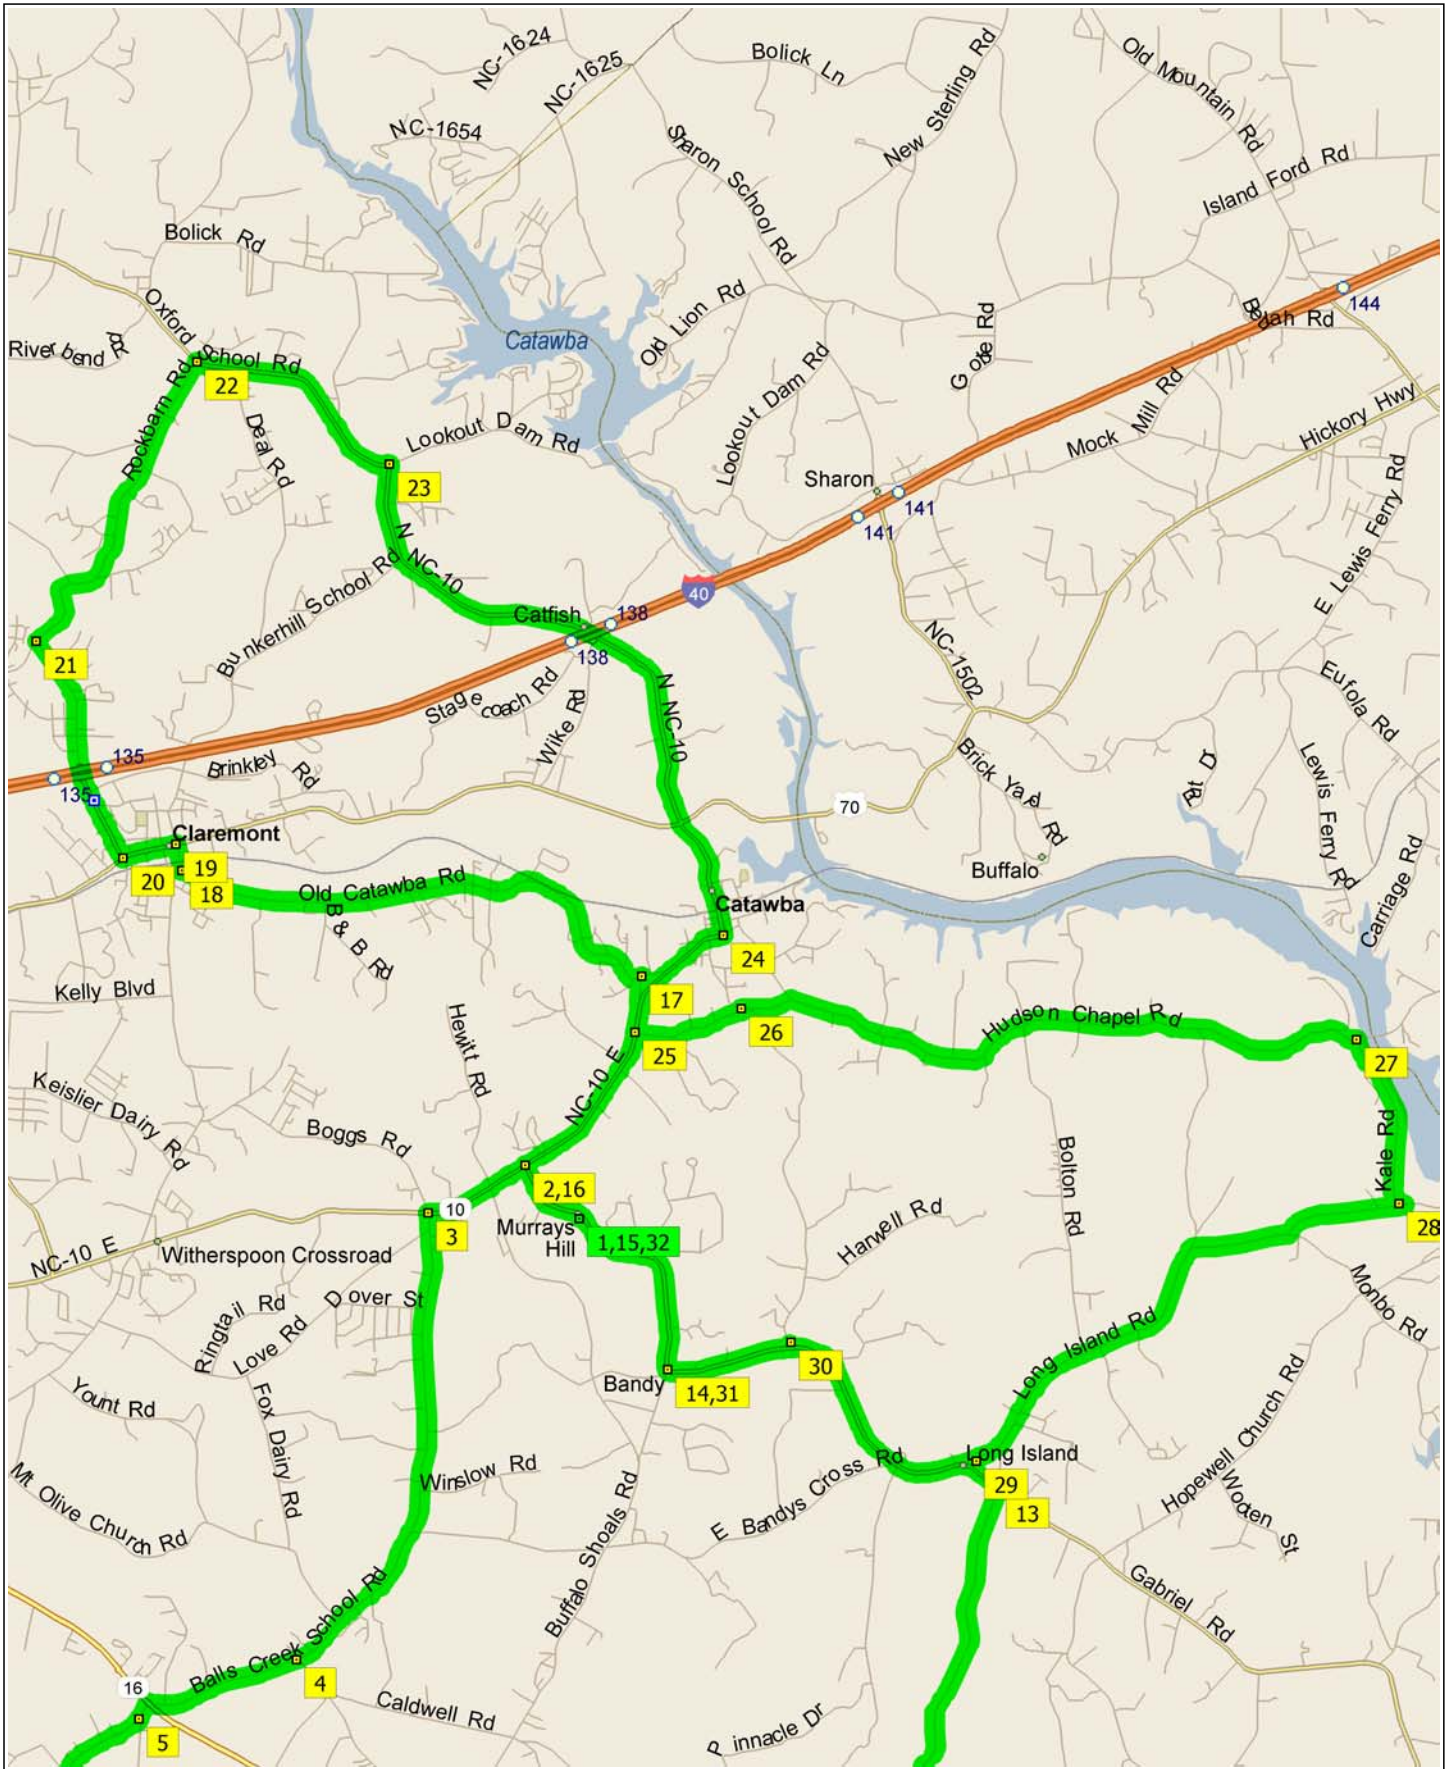 NC-1624
NC-1625
Bolick Ln
New Sterling Rd
Old Mountain Rd
NC-1654
Sharon School Rd
Island Ford Rd
Bolick Rd
Oxford School Rd
Old Lion Rd
144
Catawba
Goble Rd
Rd
River bend
22
Rockbarn Rd
Lookout Dam Rd
Mill Rd
Mock
Hickory Hwy
Deal Rd
Lookout Dam Rd
Sharon
23
141
141
E Lewis Ferry Rd
N NC-10
40
Bunkerhill School Rd
Catfish
138
138
NC-1502
21
Stagecoach Rd
N NC-10
Wike Rd
Eufola Rd
135
135
Brinkley Rd
Brick Yard Rd
Lewis Ferry Rd
70
Claremont
Buffalo
Carriage Rd
19
20
18
Old Catawba Rd
Catawba
B & B Rd
24
Kelly Blvd
17
Hewitt Rd
26
Hudson Chapel Rd
25
27
NC-10 E
Keislier Dairy Rd
Boggs Rd
Bolton Rd
Kale Rd
2,16
10
3
Murrays
Hill
1,15,32
Harwell Rd
28
NC-10 E
Witherspoon Crossroad
Monbo Rd
Ringtail Rd
Dover St
Love Rd
Long Island Rd
30
Bandy
14,31
Yount Rd
Fox Dairy Rd
Hopewell Church Rd
Winslow Rd
Long Island
Mt Olive Church Rd
E Bandys Cross Rd
29
13
Wooten St
Buffalo Shoals Rd
Gabriel Rd
Balls Creek School Rd
16
4
Caldwell Rd
Pinnacle Dr
5